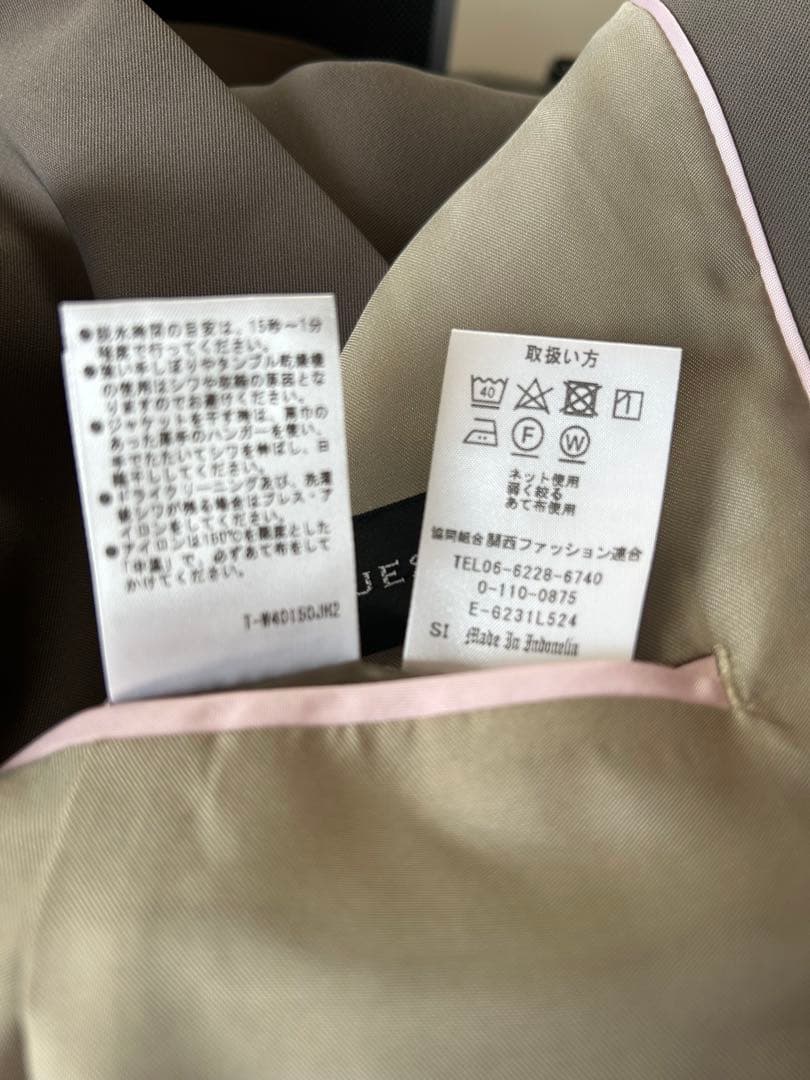 ●脱水時間の目安は、15秒～1分
程度で行ってください。
●強い手しぼりやタンブル乾燥機
の使用はシワや収縮の原因とな
りますのでお避けください。
●ジャケットを干す時は、肩巾の
あった厚手のハンガーを使い、
手でたたいてシワを伸ばし、日
陰干ししてください。
●ドライクリーニング及び、洗濯
後シワが残る場合はプレス・ア
イロンをしてください。
●アイロンは160℃を限度とした
「中温」で、必ずあて布をして
かけてください。
T-W4D150JH2
取扱い方
40
F W
ネット使用
弱く絞る
あて布使用
協同組合関西ファッション連合
TEL06-6228-6740
0-110-0875
E-6231L524
SI Made In Indonesia